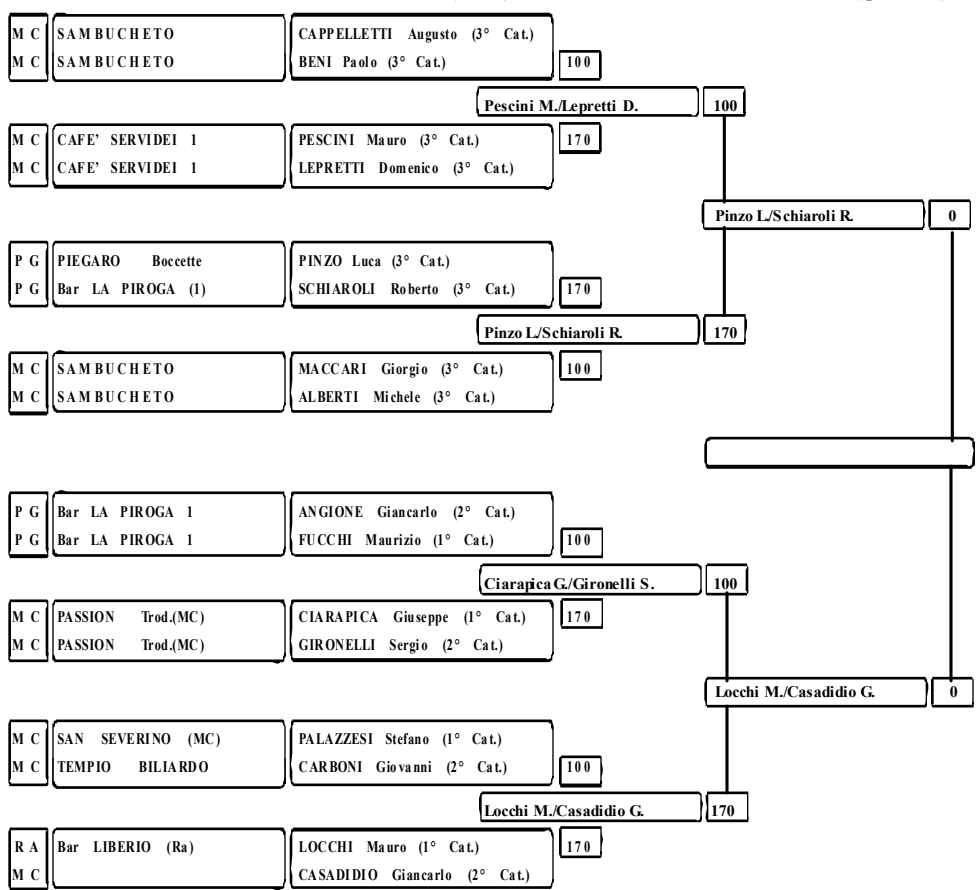 M C SAMBUCHETO CAPPELLETTI Augusto (3° Cat.)
M C SAMBUCHETO BENI Paolo (3° Cat.) 100
Pescini M./Lepretti D. 100
M C CAFE' SERVIDEI 1 PESCINI Mauro (3° Cat.) 170
M C CAFE' SERVIDEI 1 LEPRETTI Domenico (3° Cat.)
Pinzo L./Schiaroli R. 0
P G PIEGARO Boccette PINZO Luca (3° Cat.)
P G Bar LA PIROGA (1) SCHIAROLI Roberto (3° Cat.) 170
Pinzo L./Schiaroli R. 170
M C SAMBUCHETO MACCARI Giorgio (3° Cat.) 100
M C SAMBUCHETO ALBERTI Michele (3° Cat.)
P G Bar LA PIROGA 1 ANGIONE Giancarlo (2° Cat.)
P G Bar LA PIROGA 1 FUCCHI Maurizio (1° Cat.) 100
Ciarapica G./Gironelli S. 100
M C PASSION Trod.(MC) CIARAPICA Giuseppe (1° Cat.) 170
M C PASSION Trod.(MC) GIRONELLI Sergio (2° Cat.)
Locchi M./Casadidio G. 0
M C SAN SEVERINO (MC) PALAZZESI Stefano (1° Cat.)
M C TEMPIO BILIARDO CARBONI Giovanni (2° Cat.) 100
Locchi M./Casadidio G. 170
R A Bar LIBERIO (Ra) LOCCHI Mauro (1° Cat.) 170
M C CASADIDIO Giancarlo (2° Cat.)